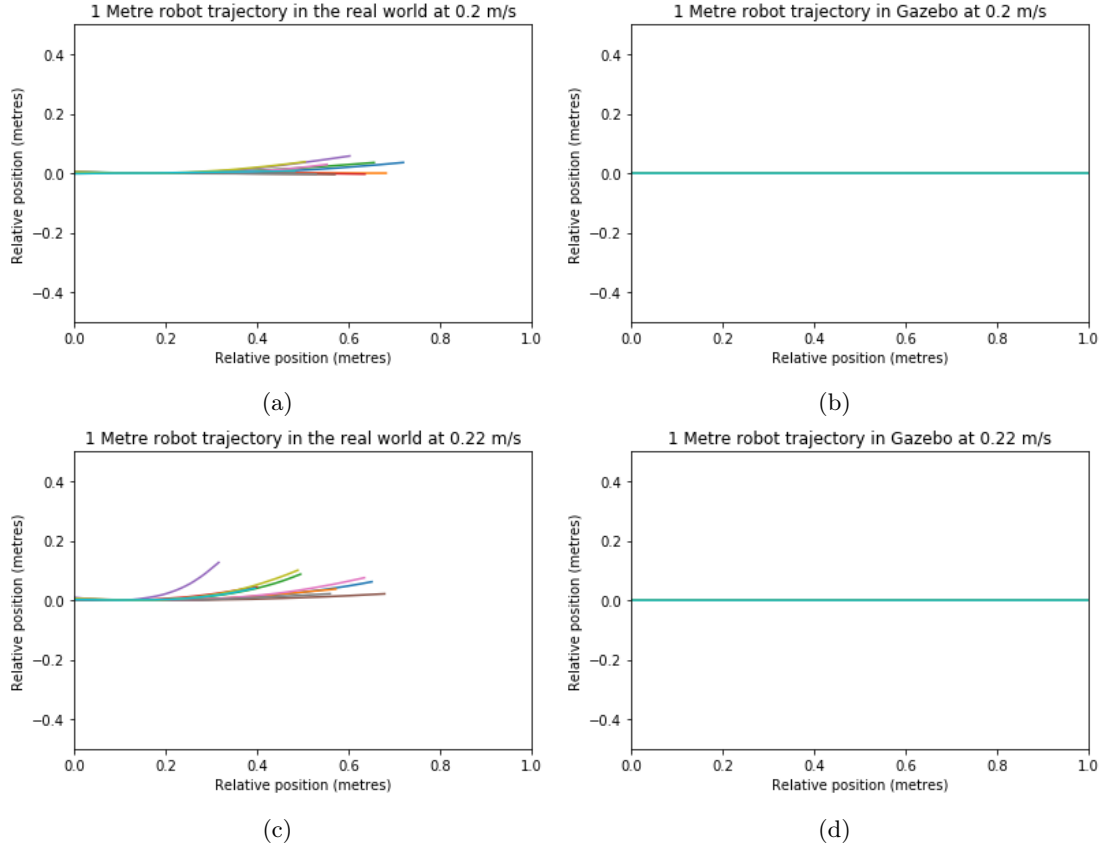 1 Metre robot trajectory in the real world at 0.2 m/s
0.4
0.2
0.0
−0.2
−0.4
Relative position (metres)
0.0 0.2 0.4 0.6 0.8 1.0
Relative position (metres)
(a)
1 Metre robot trajectory in Gazebo at 0.2 m/s
0.4
0.2
0.0
−0.2
−0.4
Relative position (metres)
0.0 0.2 0.4 0.6 0.8 1.0
Relative position (metres)
(b)
1 Metre robot trajectory in the real world at 0.22 m/s
0.4
0.2
0.0
−0.2
−0.4
Relative position (metres)
0.0 0.2 0.4 0.6 0.8 1.0
Relative position (metres)
(c)
1 Metre robot trajectory in Gazebo at 0.22 m/s
0.4
0.2
0.0
−0.2
−0.4
Relative position (metres)
0.0 0.2 0.4 0.6 0.8 1.0
Relative position (metres)
(d)